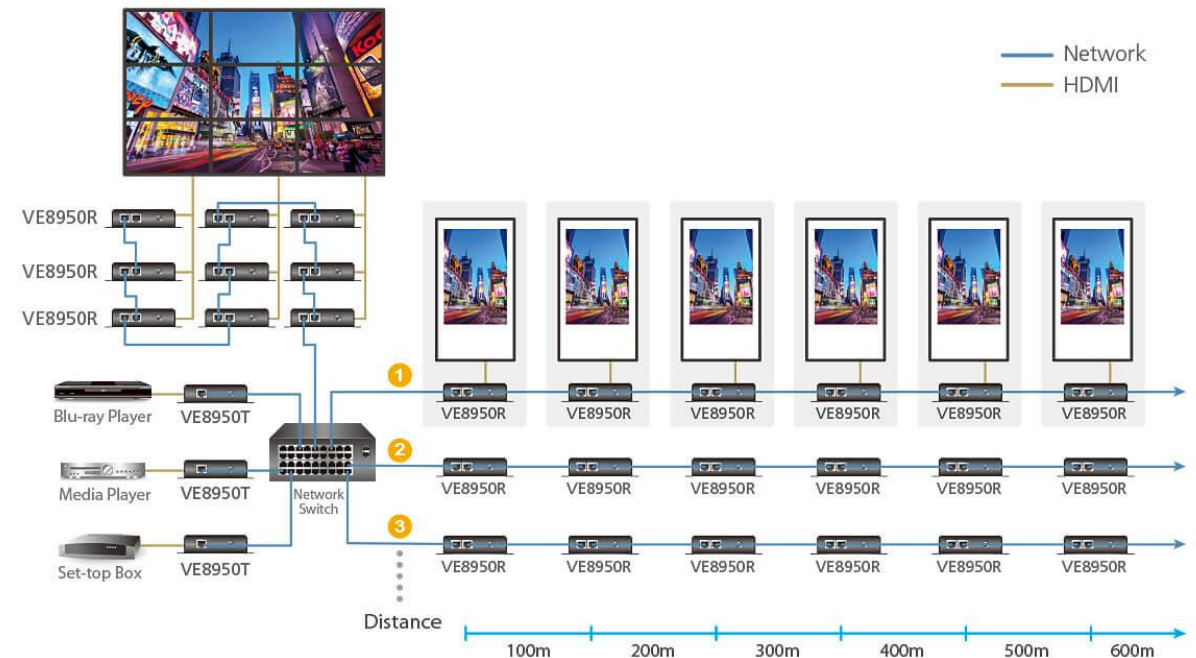 Network
HDMI
VE8950R
VE8950R
VE8950R
Blu-ray Player
VE8950T
Media Player
VE8950T
Set-top Box
VE8950T
Network
Switch
1
VE8950R VE8950R VE8950R VE8950R VE8950R VE8950R
2
VE8950R VE8950R VE8950R VE8950R VE8950R VE8950R
3
VE8950R VE8950R VE8950R VE8950R VE8950R VE8950R
Distance
100m 200m 300m 400m 500m 600m